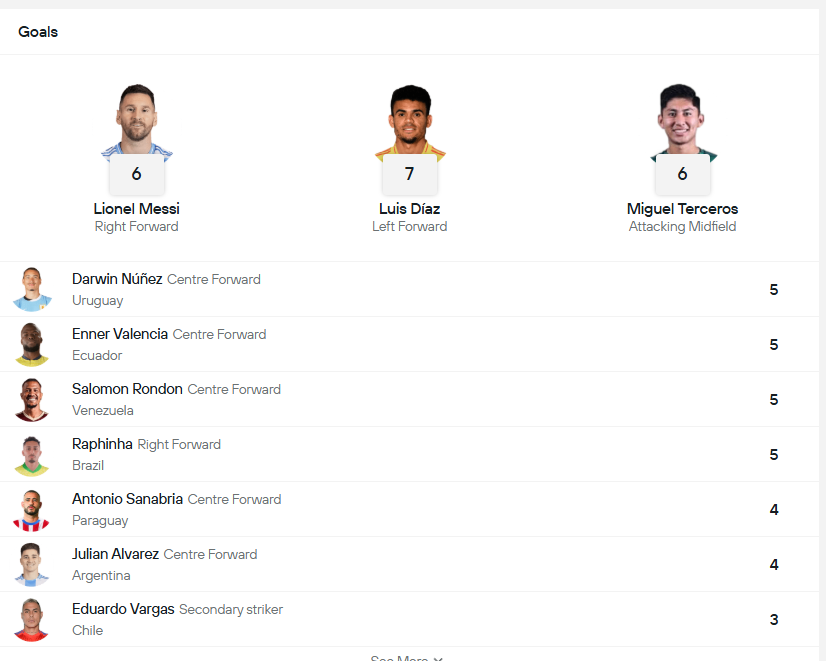 Goals
6
7
6
Lionel Messi
Luis Díaz
Miguel Terceros
Right Forward
Left Forward
Attacking Midfield
Darwin Núñez Centre Forward
Uruguay
5
Enner Valencia Centre Forward
Ecuador
5
Salomon Rondon Centre Forward
Venezuela
5
Raphinha Right Forward
Brazil
5
Antonio Sanabria Centre Forward
Paraguay
4
Julian Alvarez Centre Forward
Argentina
4
Eduardo Vargas Secondary striker
Chile
3
See More